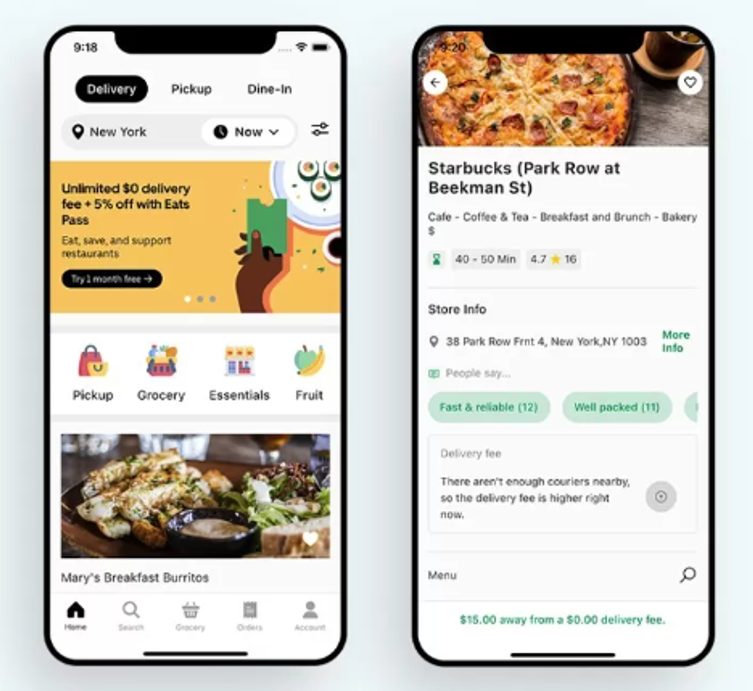 9:18
Delivery
Pickup
Dine-In
New York
Now
Unlimited $0 delivery
fee + 5% off with Eats
Pass
Eat, save, and support
restaurants
Try 1 month free →
Pickup
Grocery
Essentials
Fruit
Mary's Breakfast Burritos
Home
Search
Grocery
Orders
Account
9:20
Starbucks (Park Row at
Beekman St)
Cafe - Coffee & Tea - Breakfast and Brunch - Bakery
$
40 - 50 Min
4.7 ⭐ 16
Store Info
38 Park Row Frnt 4, New York,NY 1003
More
Info
People say...
Fast & reliable (12)
Well packed (11)
Delivery fee
There aren't enough couriers nearby,
so the delivery fee is higher right
now.
Menu
$15.00 away from a $0.00 delivery fee.